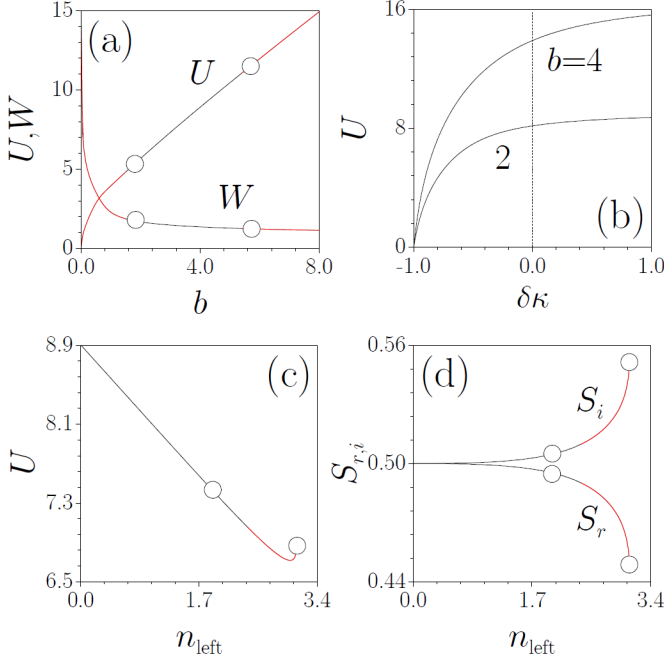 (a)
U
W
U,W
15
10
5
0
0.0
4.0
8.0
b
(b)
b=4
2
U
16
8
0
-1.0
0.0
1.0
δκ
(c)
U
8.9
8.1
7.3
6.5
0.0
1.7
3.4
n_left
(d)
S_i
S_r
S_{r,i}
0.56
0.50
0.44
0.0
1.7
3.4
n_left